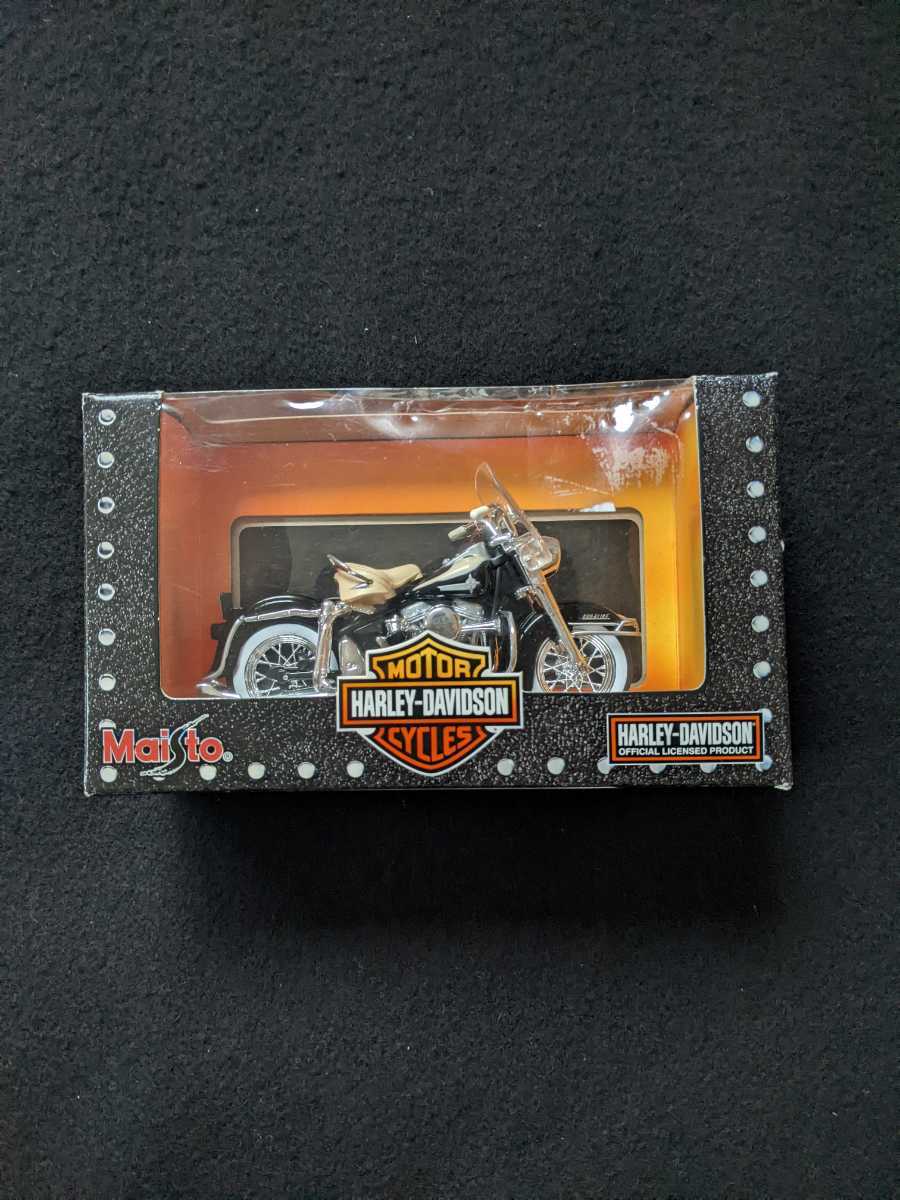 MOTOR
HARLEY-DAVIDSON
CYCLES
MaiSto®
HARLEY-DAVIDSON®
OFFICIAL LICENSED PRODUCT